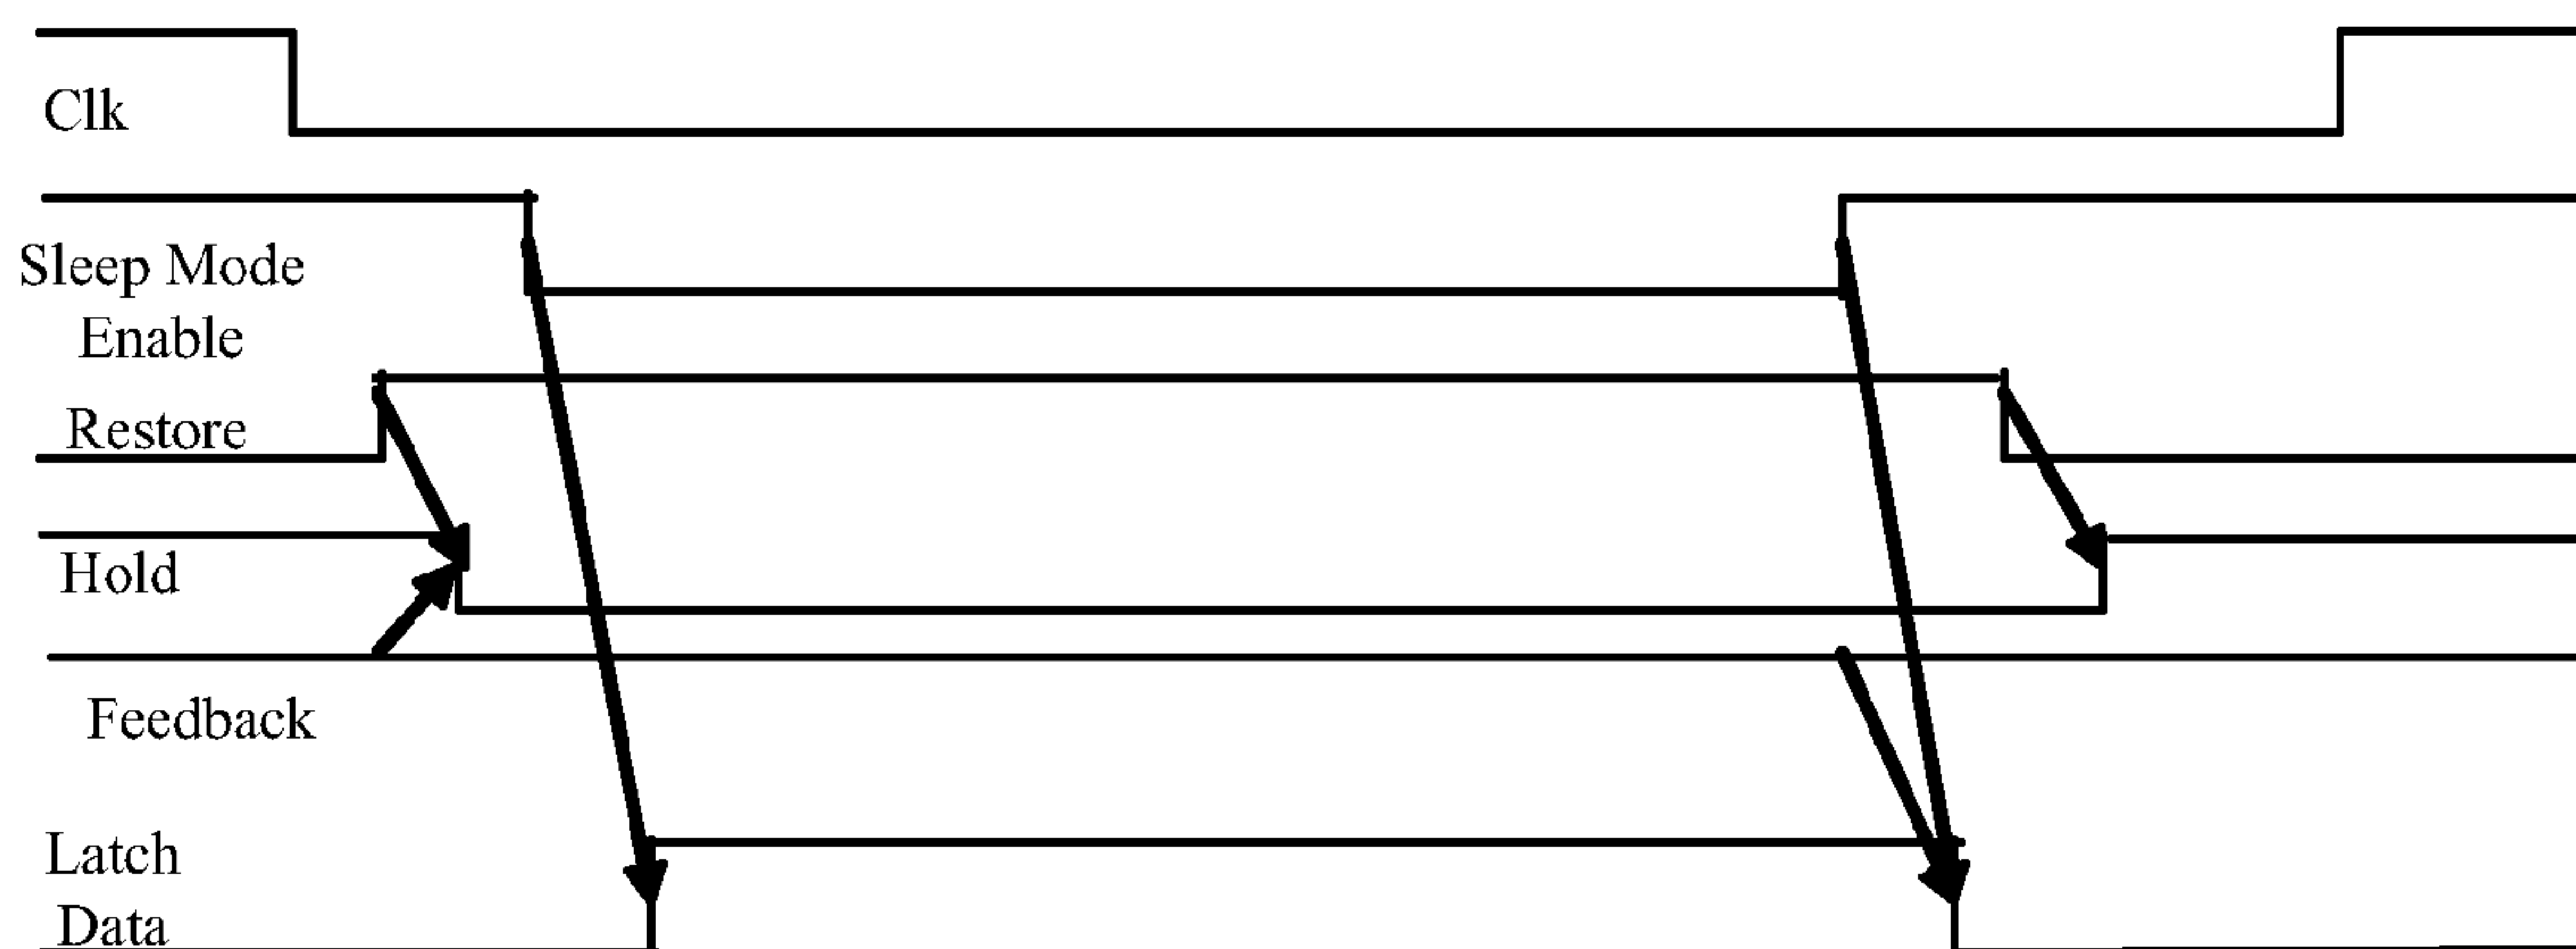 Clk
Sleep Mode
Enable
Restore
Hold
Feedback
Latch
Data